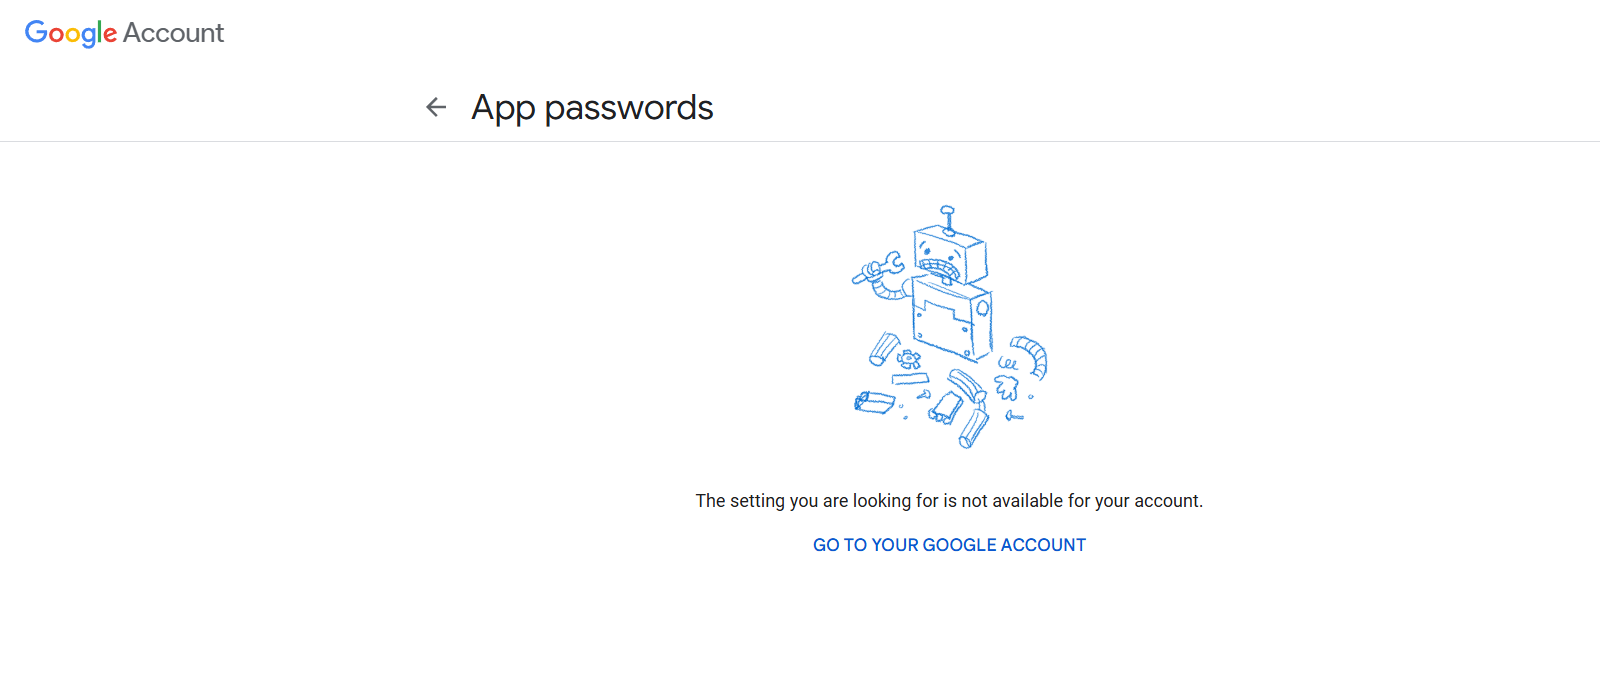 Google Account
App passwords
The setting you are looking for is not available for your account.
GO TO YOUR GOOGLE ACCOUNT